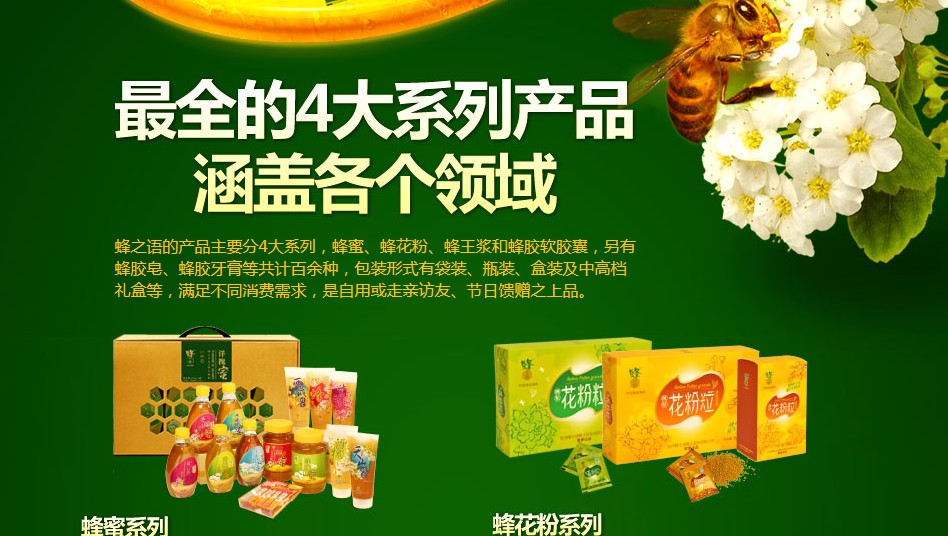 最全的4大系列产品
涵盖各个领域
蜂之语的产品主要分4大系列，蜂蜜、蜂花粉、蜂王浆和蜂胶软胶囊，另有
蜂胶皂、蜂胶牙膏等共计百余种，包装形式有袋装、瓶装、盒装及中高档
礼盒等，满足不同消费需求，是自用或走亲访友、节日馈赠之上品。
花粉粒
花粉粒
花粉粒
蜂蜜系列
蜂花粉系列